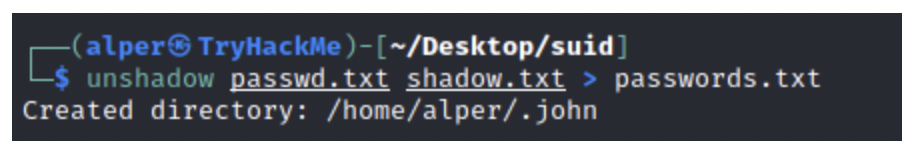 ┌──(alper㉿TryHackMe)-[~/Desktop/suid]
└─$ unshadow passwd.txt shadow.txt > passwords.txt
Created directory: /home/alper/.john